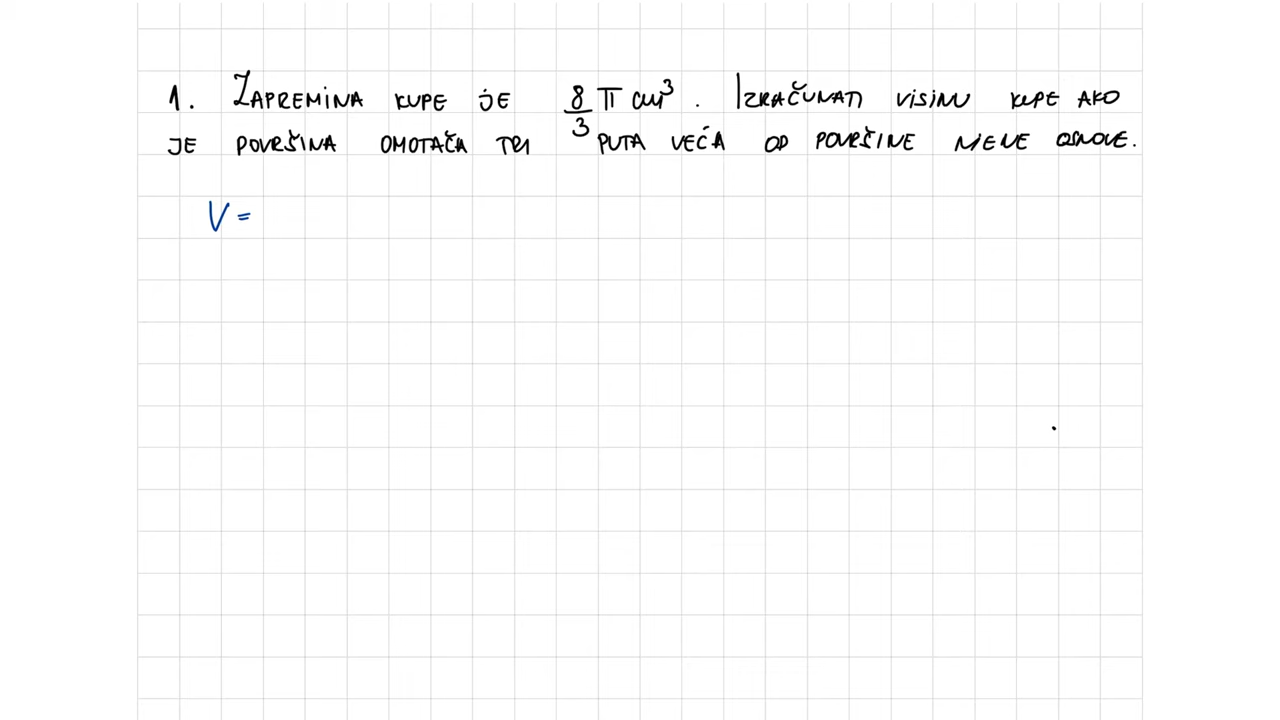 1. ZAPREMINA KUPE JE 8/3 π cm³. IZRAČUNATI VISINU KUPE AKO
JE POVRŠINA OMOTAČA TRI PUTA VEĆA OD POVRŠINE NJENE OSNOVE.
V =